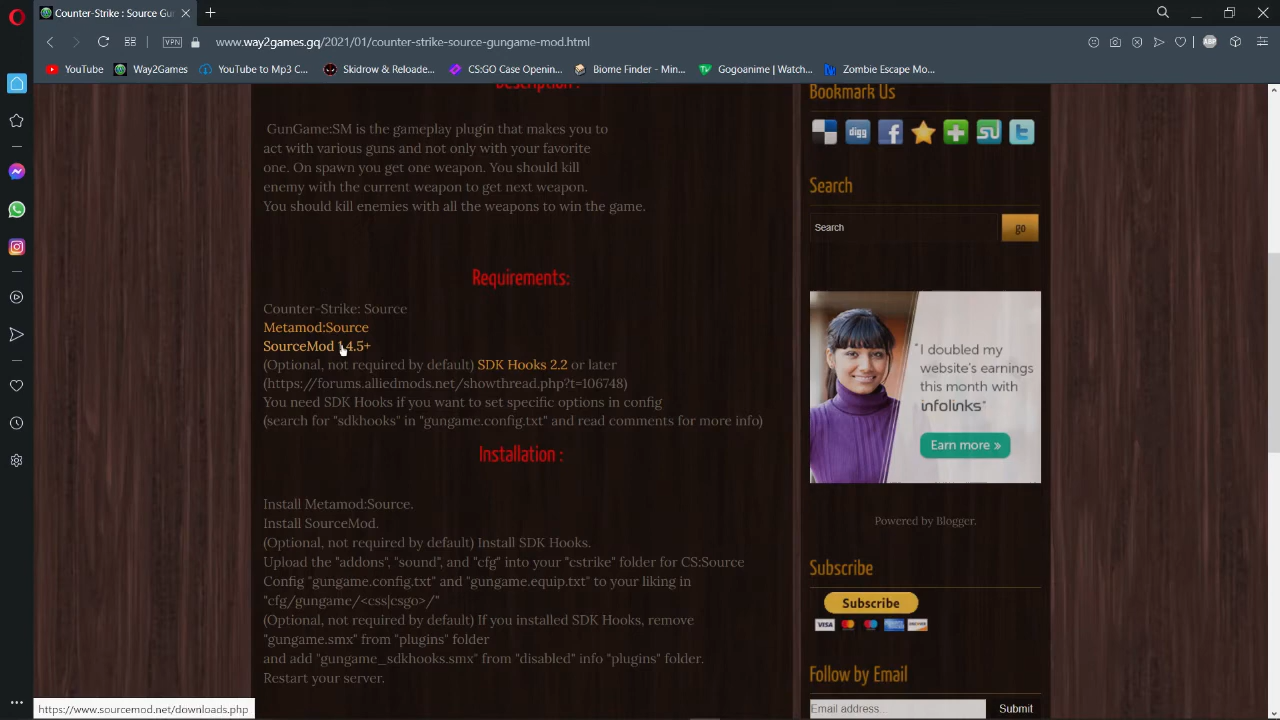 Counter-Strike : Source Gun
VPN
www.way2games.gq/2021/01/counter-strike-source-gungame-mod.html
ABP
YouTube
Way2Games
YouTube to Mp3 C...
Skidrow & Reloade...
CS:GO Case Openin...
Biome Finder - Min...
Gogoanime | Watch...
Zombie Escape Mo...
Description :
GunGame:SM is the gameplay plugin that makes you to
act with various guns and not only with your favorite
one. On spawn you get one weapon. You should kill
enemy with the current weapon to get next weapon.
You should kill enemies with all the weapons to win the game.
Requirements:
Counter-Strike: Source
Metamod:Source
SourceMod 1.4.5+
(Optional, not required by default) SDK Hooks 2.2 or later
(https://forums.alliedmods.net/showthread.php?t=106748)
You need SDK Hooks if you want to set specific options in config
(search for "sdkhooks" in "gungame.config.txt" and read comments for more info)
Installation :
Install Metamod:Source.
Install SourceMod.
(Optional, not required by default) Install SDK Hooks.
Upload the "addons", "sound", and "cfg" into your "cstrike" folder for CS:Source
Config "gungame.config.txt" and "gungame.equip.txt" to your liking in
"cfg/gungame/<css|csgo>/"
(Optional, not required by default) If you installed SDK Hooks, remove
"gungame.smx" from "plugins" folder
and add "gungame_sdkhooks.smx" from "disabled" info "plugins" folder.
Restart your server.
https://www.sourcemod.net/downloads.php
Bookmark Us
digg
Search
Search
go
"I doubled my
website's earnings
this month with
infolinks"
Earn more »
Powered by Blogger.
Subscribe
Subscribe
VISA
DISCOVER
Follow by Email
Email address...
Submit